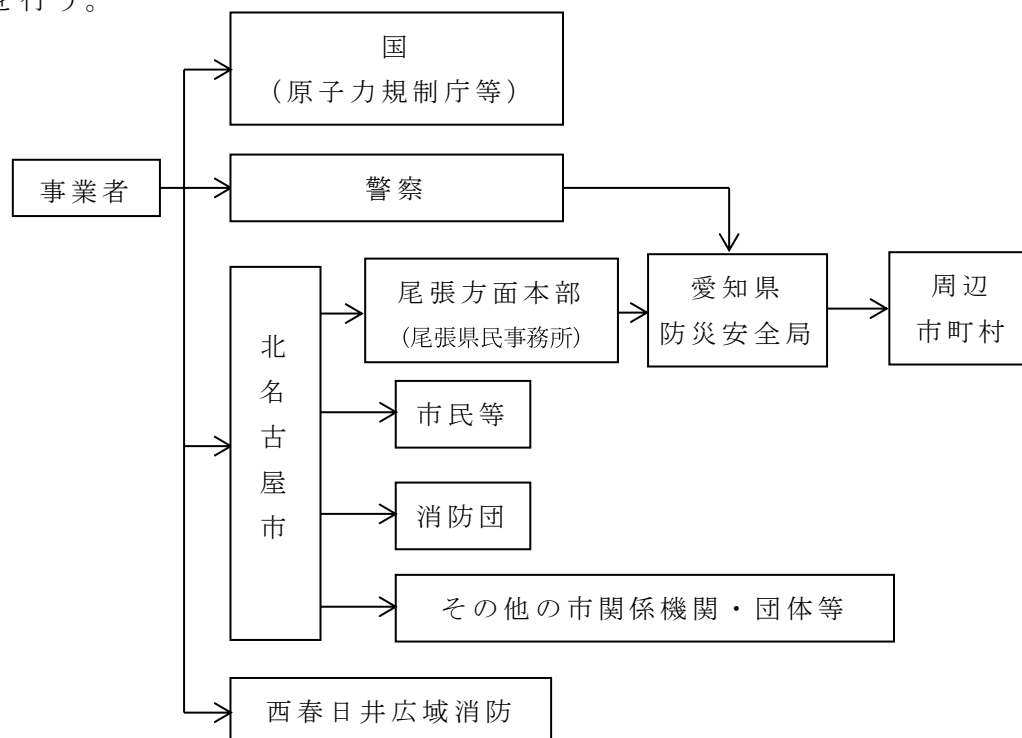 を行う。
国
(原子力規制庁等)
事業者
警察
尾張方面本部
(尾張県民事務所)
愛知県
防災安全局
周辺
市町村
北名古屋市
市民等
消防団
その他の市関係機関・団体等
西春日井広域消防